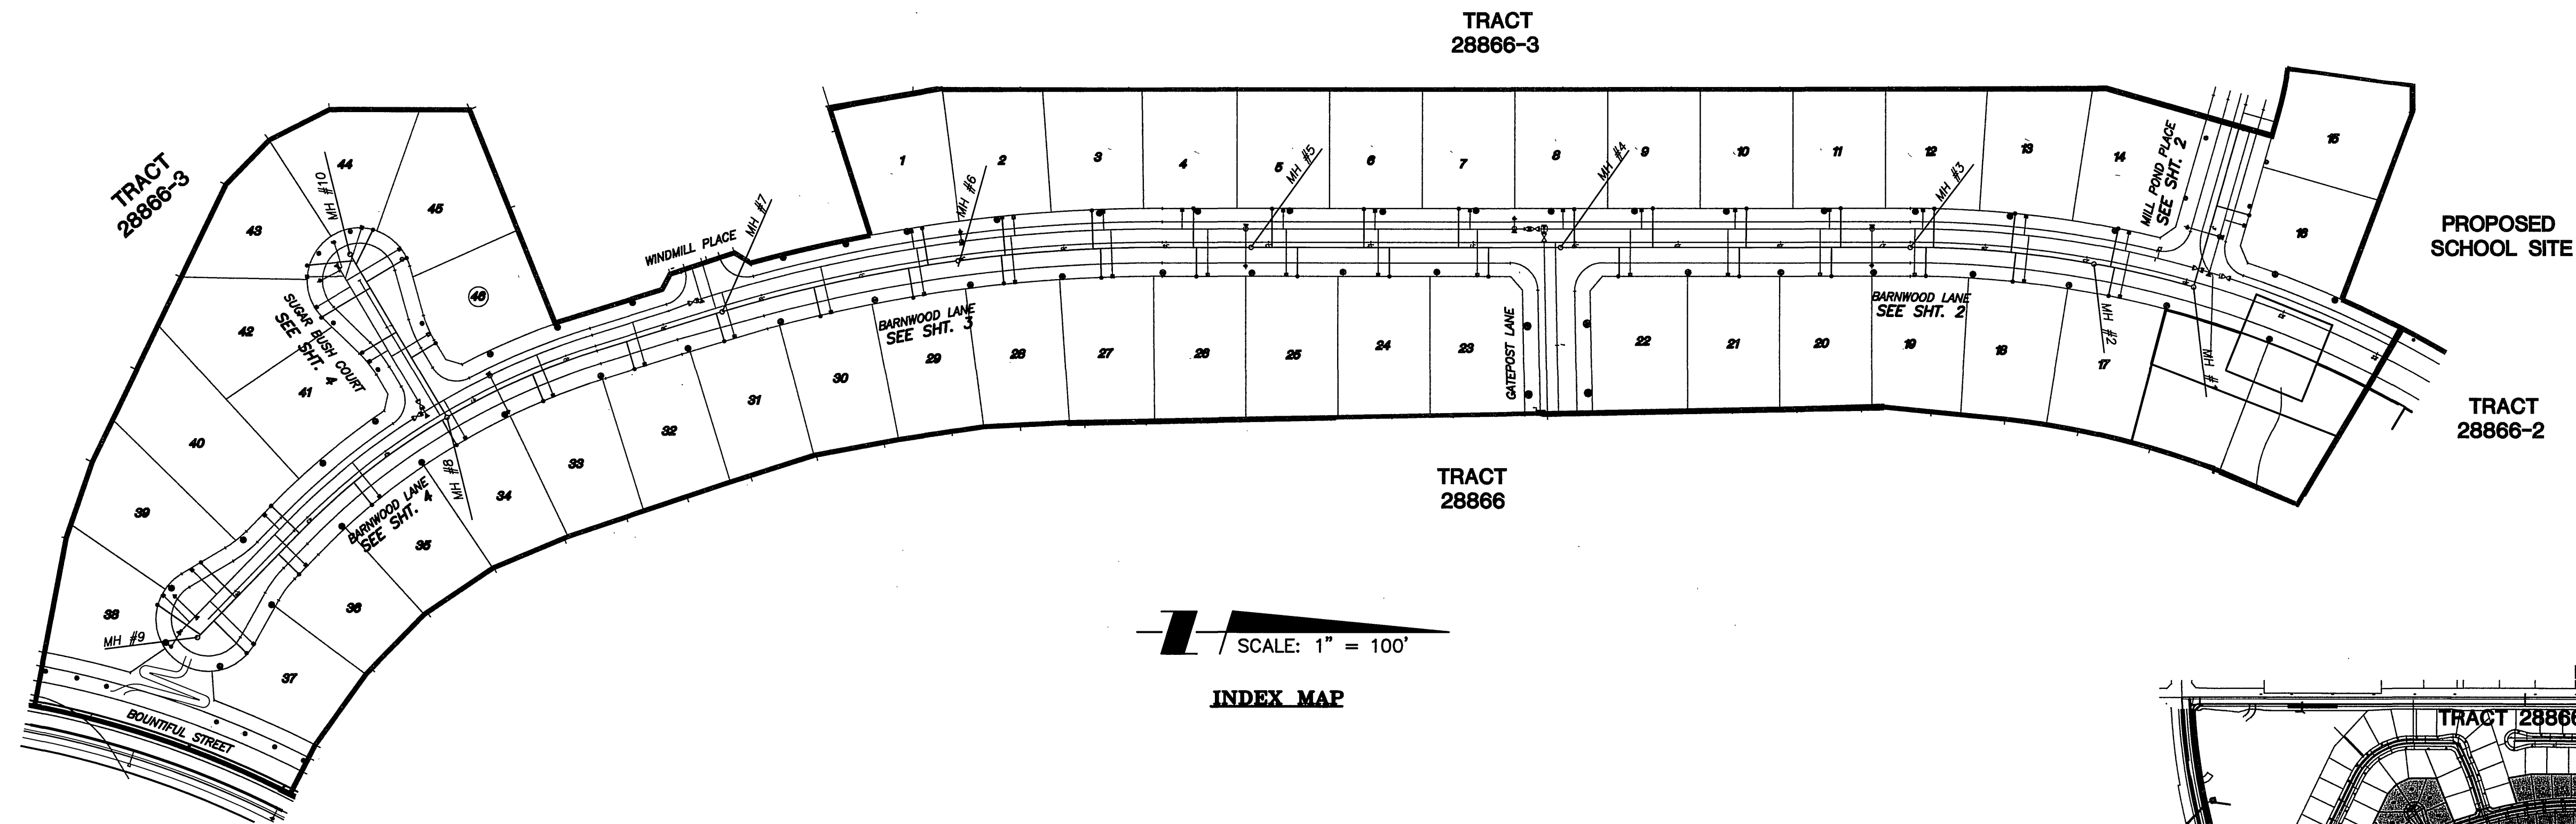 TRACT
28866-3
TRACT
28866-3
PROPOSED
SCHOOL SITE
TRACT
28866-2
TRACT
28866
1
2
3
4
5
6
7
8
9
10
11
12
13
14
15
16
17
18
19
20
21
22
23
24
25
26
27
28
29
30
31
32
33
34
35
36
37
38
39
40
41
42
43
44
45
46
MH #10
MH #7
MH #6
MH #5
MH #4
MH #3
MH #2
MH #
MH #8
MH #9
WINDMILL PLACE
MILL POND PLACE
SEE SHT. 2
SUGAR BUSH COURT
SEE SHT. 4
BARNWOOD LANE
SEE SHT. 3
GATEPOST LANE
BARNWOOD LANE
SEE SHT. 2
BARNWOOD LANE
SEE SHT. 4
BOUNTIFUL STREET
SCALE: 1" = 100'
INDEX MAP
TRACT 28866